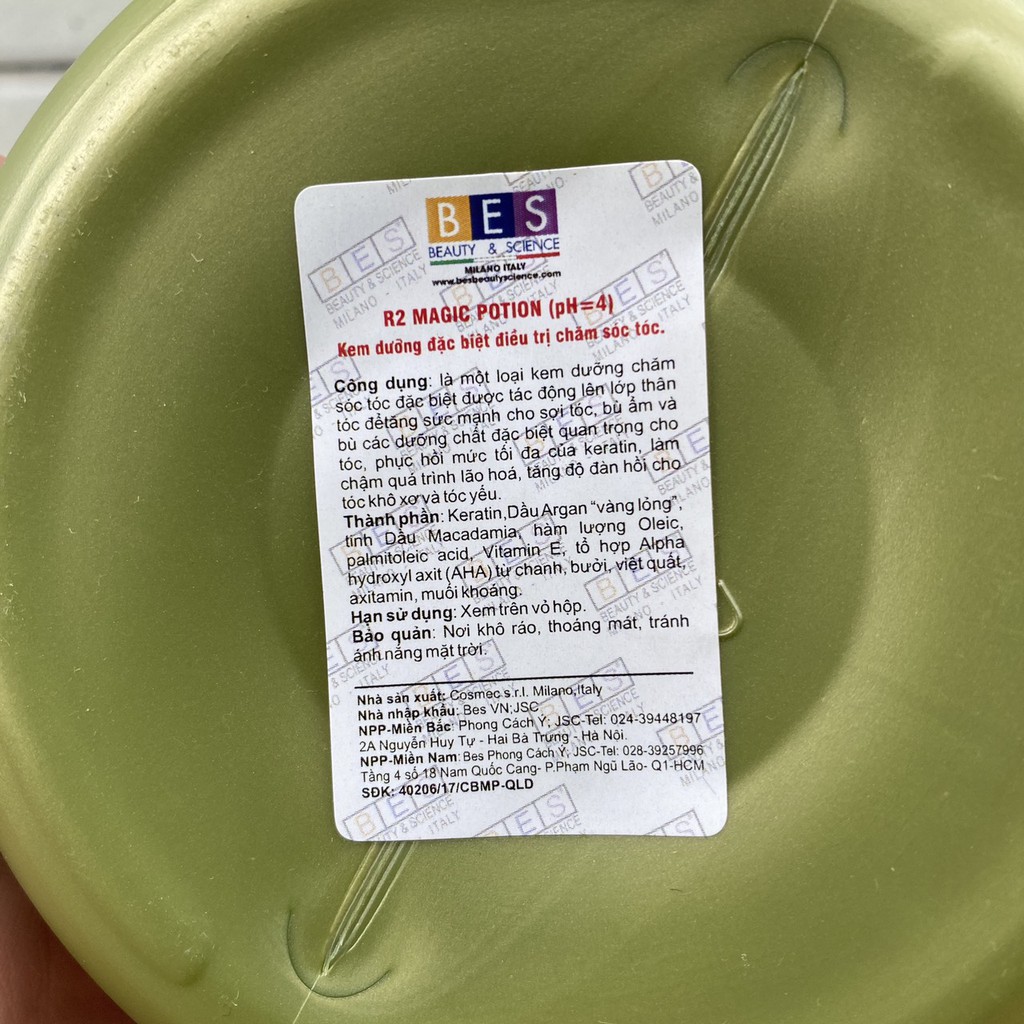 BES
BEAUTY & SCIENCE
MILANO ITALY
www.besbeautyscience.com
R2 MAGIC POTION (pH=4)
Kem dưỡng đặc biệt điều trị chăm sóc tóc.
Công dụng: là một loại kem dưỡng chăm
sóc tóc đặc biệt được tác động lên lớp thân
tóc đểtăng sức mạnh cho sợi tóc, bù ẩm và
bù các dưỡng chất đặc biệt quan trọng cho
tóc, phục hồi mức tối đa của keratin, làm
chậm quá trình lão hoá, tăng độ đàn hồi cho
tóc khô xơ và tóc yếu.
Thành phần: Keratin, Dầu Argan “vàng lỏng”,
tinh Dầu Macadamia, hàm lượng Oleic,
palmitoleic acid, Vitamin E, tổ hợp Alpha
hydroxyl axit (AHA) từ chanh, bưởi, việt quất,
axitamin, muối khoáng.
Hạn sử dụng: Xem trên vỏ hộp.
Bảo quản: Nơi khô ráo, thoáng mát, tránh
ánh nắng mặt trời.
Nhà sản xuất: Cosmec s.r.l. Milano,Italy
Nhà nhập khẩu: Bes VN;JSC
NPP-Miền Bắc: Phong Cách Ý; JSC-Tel: 024-39448197
2A Nguyễn Huy Tự - Hai Bà Trưng - Hà Nội.
NPP-Miền Nam: Bes Phong Cách Ý; JSC-Tel: 028-39257996
Tầng 4 số 18 Nam Quốc Cang- P.Phạm Ngũ Lão- Q1-HCM
SĐK: 40206/17/CBMP-QLD